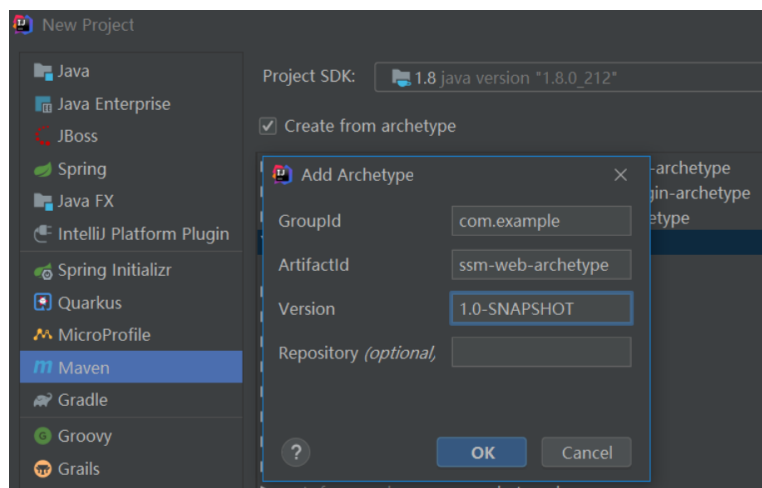 New Project
Java
Java Enterprise
JBoss
Spring
Java FX
IntelliJ Platform Plugin
Spring Initializr
Quarkus
MicroProfile
Maven
Gradle
Groovy
Grails
Project SDK: 1.8 java version "1.8.0_212"
Create from archetype
-archetype
gin-archetype
etype
Add Archetype
GroupId com.example
ArtifactId ssm-web-archetype
Version 1.0-SNAPSHOT
Repository (optional)
? OK Cancel